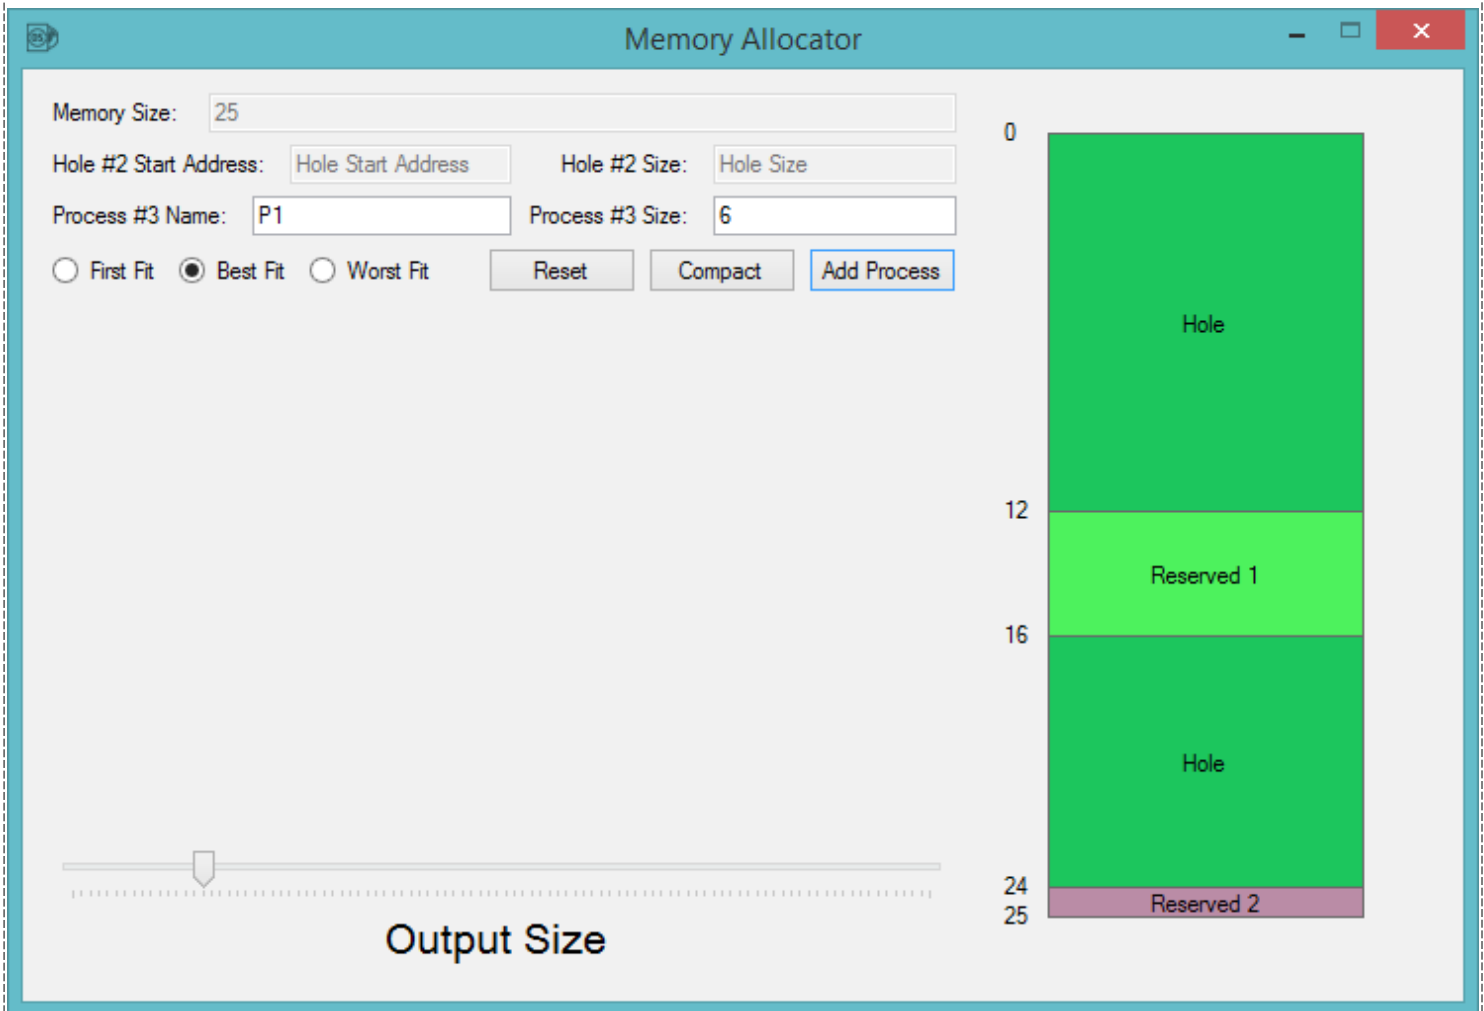 Memory Allocator
Memory Size: 25
Hole #2 Start Address: Hole Start Address Hole #2 Size: Hole Size
Process #3 Name: P1 Process #3 Size: 6
First Fit Best Fit Worst Fit Reset Compact Add Process
0
Hole
12
Reserved 1
16
Hole
24
Reserved 2
25
Output Size